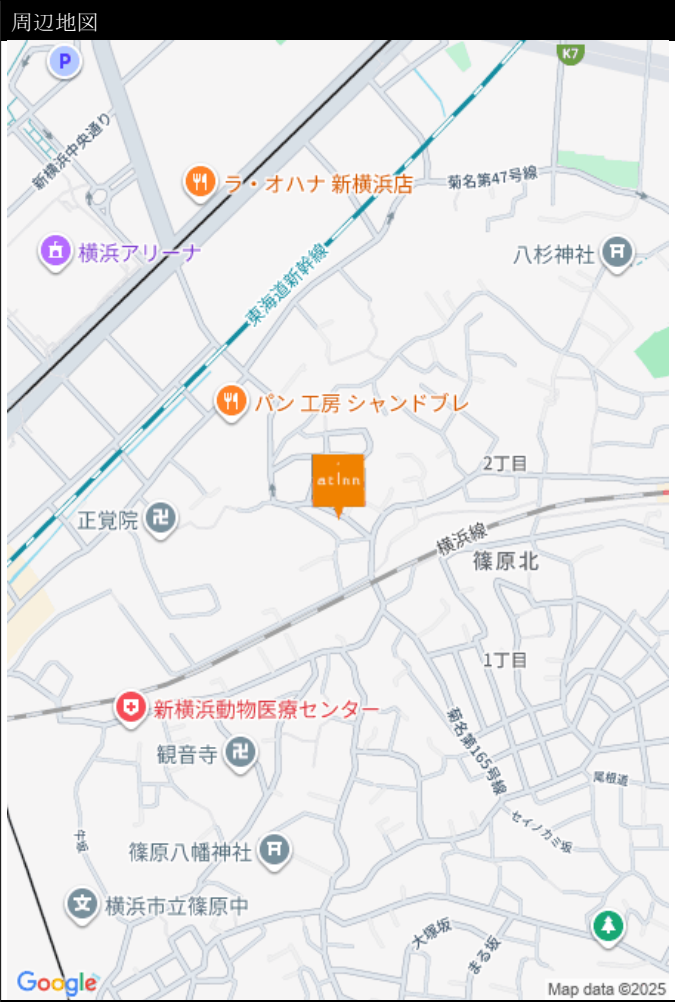 周辺地図
P
K7
新横浜中央通り
ラ・オハナ 新横浜店
菊名第47号線
横浜アリーナ
八杉神社
東海道新幹線
パン 工房 シャンドブレ
2丁目
atInn
正覚院
横浜線
篠原北
1丁目
新横浜動物医療センター
菊名第165号線
観音寺
尾根道
セイノカミ坂
牛坂
篠原八幡神社
文
横浜市立篠原中
大塚坂
まる坂
Google
Map data ©2025